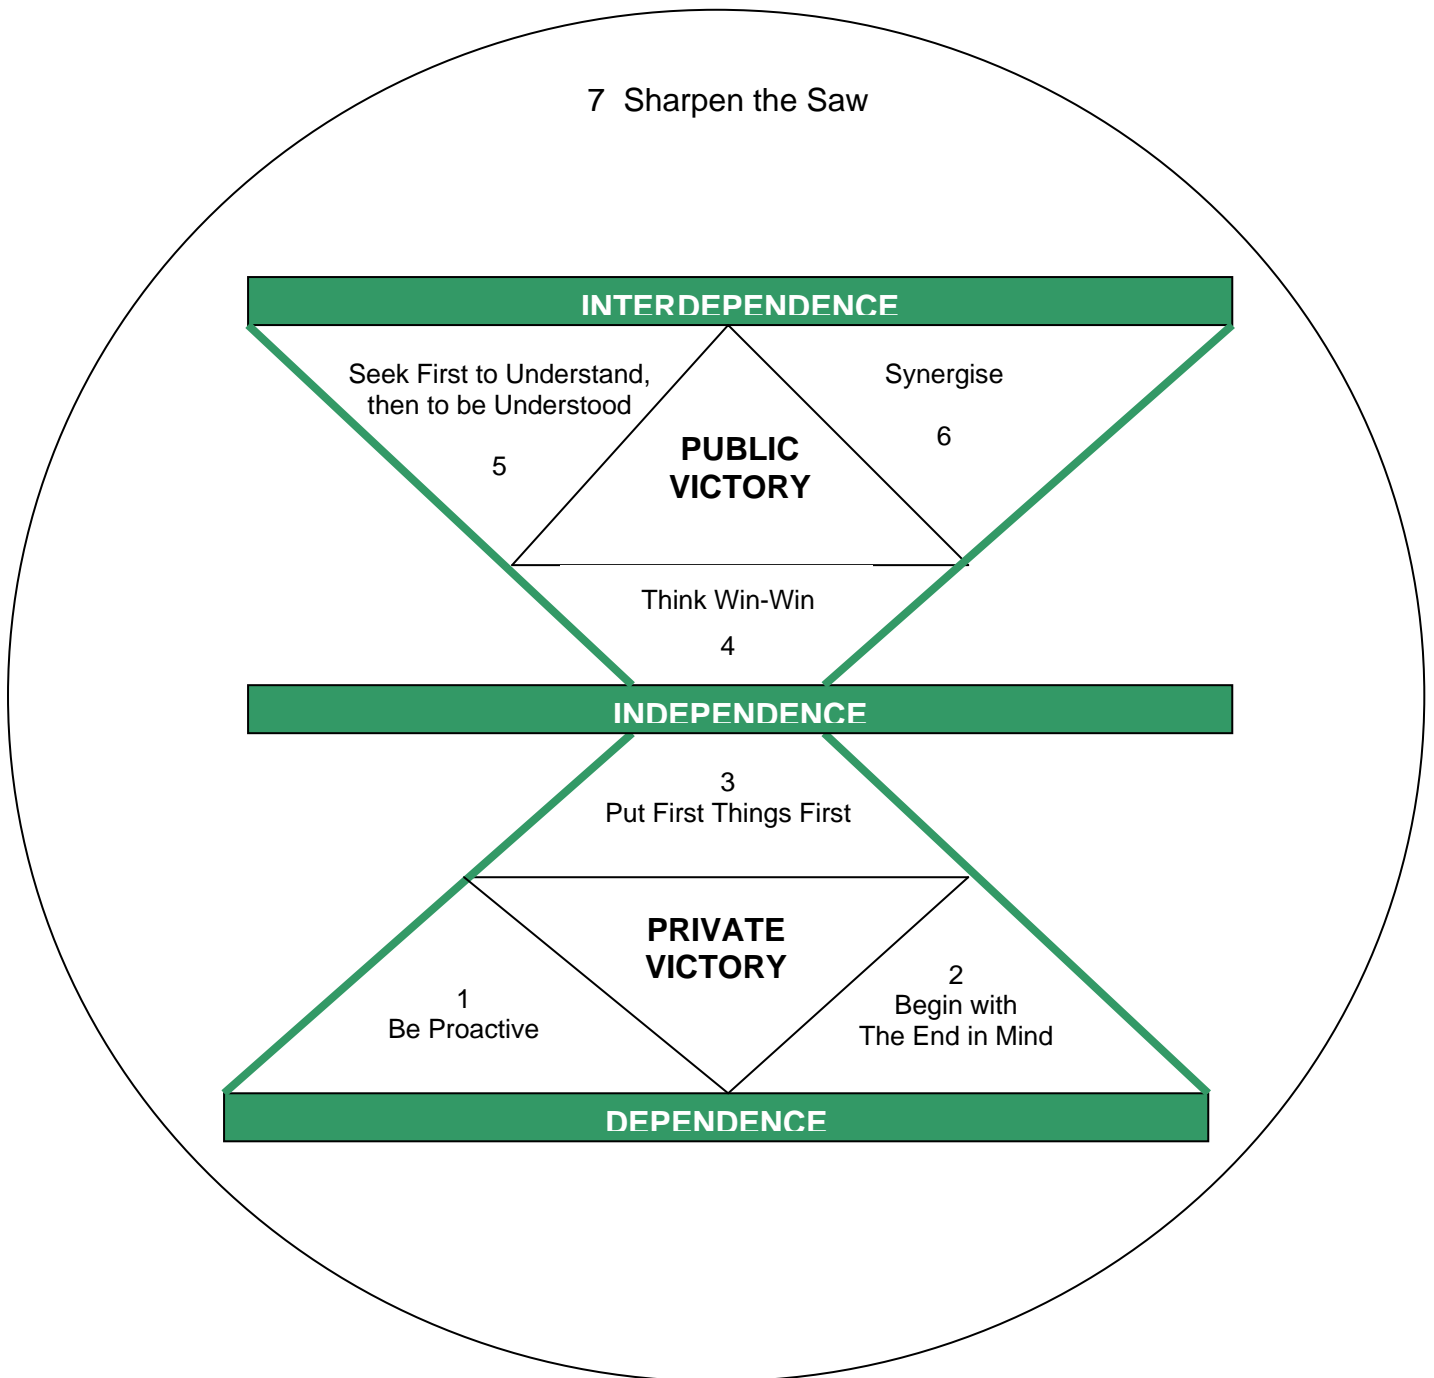 7 Sharpen the Saw
INTERDEPENDENCE
Seek First to Understand,
then to be Understood
5
Synergise
6
PUBLIC
VICTORY
Think Win-Win
4
INDEPENDENCE
3
Put First Things First
PRIVATE
VICTORY
1
Be Proactive
2
Begin with
The End in Mind
DEPENDENCE